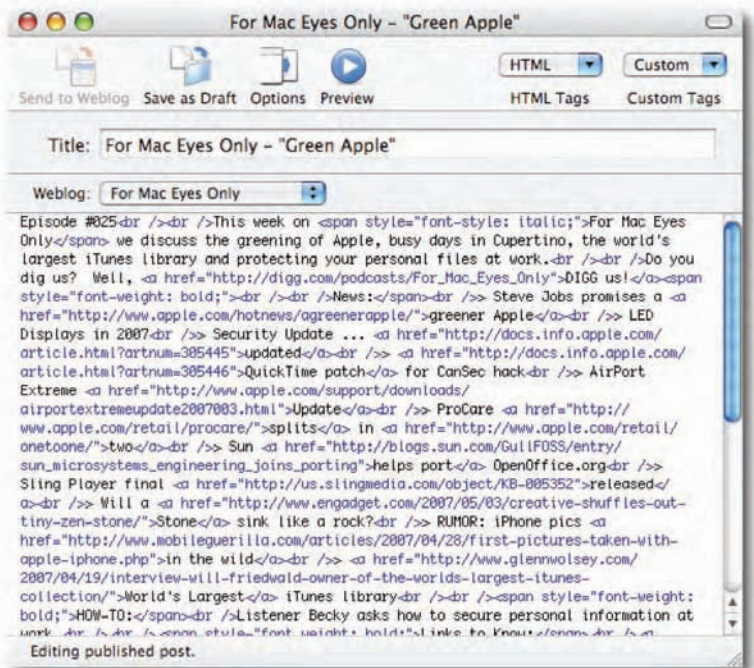 For Mac Eyes Only – "Green Apple"
Send to Weblog Save as Draft Options Preview HTML HTML Tags Custom Custom Tags
Title: For Mac Eyes Only – "Green Apple"
Weblog: For Mac Eyes Only
Episode #025<br /><br />This week on <span style="font-style: italic;">For Mac Eyes
Only</span> we discuss the greening of Apple, busy days in Cupertino, the world's
largest iTunes library and protecting your personal files at work.<br /><br />Do you
dig us?  Well, <a href="http://digg.com/podcasts/For_Mac_Eyes_Only">DIGG us!</a><span
style="font-weight: bold;"><br /><br />News:</span><br />> Steve Jobs promises a <a
href="http://www.apple.com/hotnews/agreenerapple/">greener Apple</a><br />> LED
Displays in 2007<br />> Security Update ... <a href="http://docs.info.apple.com/
article.html?artnum=305445">updated</a><br />> <a href="http://docs.info.apple.com/
article.html?artnum=305446">QuickTime patch</a> for CanSec hack<br />> AirPort
Extreme <a href="http://www.apple.com/support/downloads/
airportextremeupdate2007003.html">Update</a><br />> ProCare <a href="http://
www.apple.com/retail/procare/">splits</a> in <a href="http://www.apple.com/retail/
onetoone/">two</a><br />> Sun <a href="http://blogs.sun.com/GullFOSS/entry/
sun_microsystems_engineering_joins_porting">helps port</a> OpenOffice.org<br />>
Sling Player final <a href="http://us.slingmedia.com/object/KB-005352">released</
a><br />> Will a <a href="http://www.engadget.com/2007/05/03/creative-shuffles-out-
tiny-zen-stone/">Stone</a> sink like a rock?<br />> RUMOR: iPhone pics <a
href="http://www.mobileguerilla.com/articles/2007/04/28/first-pictures-taken-with-
apple-iphone.php">in the wild</a><br />> <a href="http://www.glennwolsey.com/
2007/04/19/interview-will-friedwald-owner-of-the-worlds-largest-itunes-
collection/">World's Largest</a> iTunes library<br /><br /><span style="font-weight:
bold;">HOW-TO:</span><br />Listener Becky asks how to secure personal information at
work.<br /><br /><span style="font-weight: bold;">Links to Know:</span><br /><a
Editing published post.